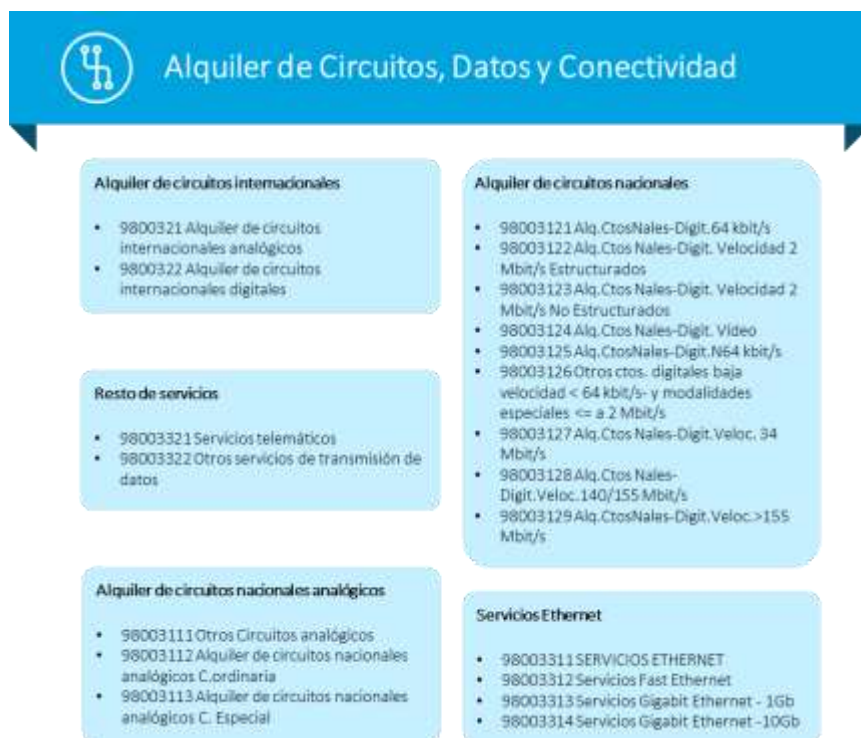 Alquiler de Circuitos, Datos y Conectividad
Alquiler de circuitos internacionales
• 9800321 Alquiler de circuitos
internacionales analógicos
• 9800322 Alquiler de circuitos
internacionales digitales
Resto de servicios
• 98003321 Servicios telemáticos
• 98003322 Otros servicios de transmisión de
datos
Alquiler de circuitos nacionales analógicos
• 98003111 Otros Circuitos analógicos
• 98003112 Alquiler de circuitos nacionales
analógicos C.ordinaria
• 98003113 Alquiler de circuitos nacionales
analógicos C. Especial
Alquiler de circuitos nacionales
• 98003121 Alq.CtosNales-Digit.64 kbit/s
• 98003122 Alq.Ctos Nales-Digit. Velocidad 2
Mbit/s Estructurados
• 98003123 Alq.Ctos Nales-Digit. Velocidad 2
Mbit/s No Estructurados
• 98003124 Alq.Ctos Nales-Digit. Vídeo
• 98003125 Alq.CtosNales-Digit.N64 kbit/s
• 98003126 Otros ctos. digitales baja
velocidad < 64 kbit/s- y modalidades
especiales <= a 2 Mbit/s
• 98003127 Alq.Ctos Nales-Digit.Veloc. 34
Mbit/s
• 98003128 Alq.Ctos Nales-
Digit.Veloc.140/155 Mbit/s
• 98003129 Alq.CtosNales-Digit.Veloc.>155
Mbit/s
Servicios Ethernet
• 98003311 SERVICIOS ETHERNET
• 98003312 Servicios Fast Ethernet
• 98003313 Servicios Gigabit Ethernet - 1Gb
• 98003314 Servicios Gigabit Ethernet -10Gb